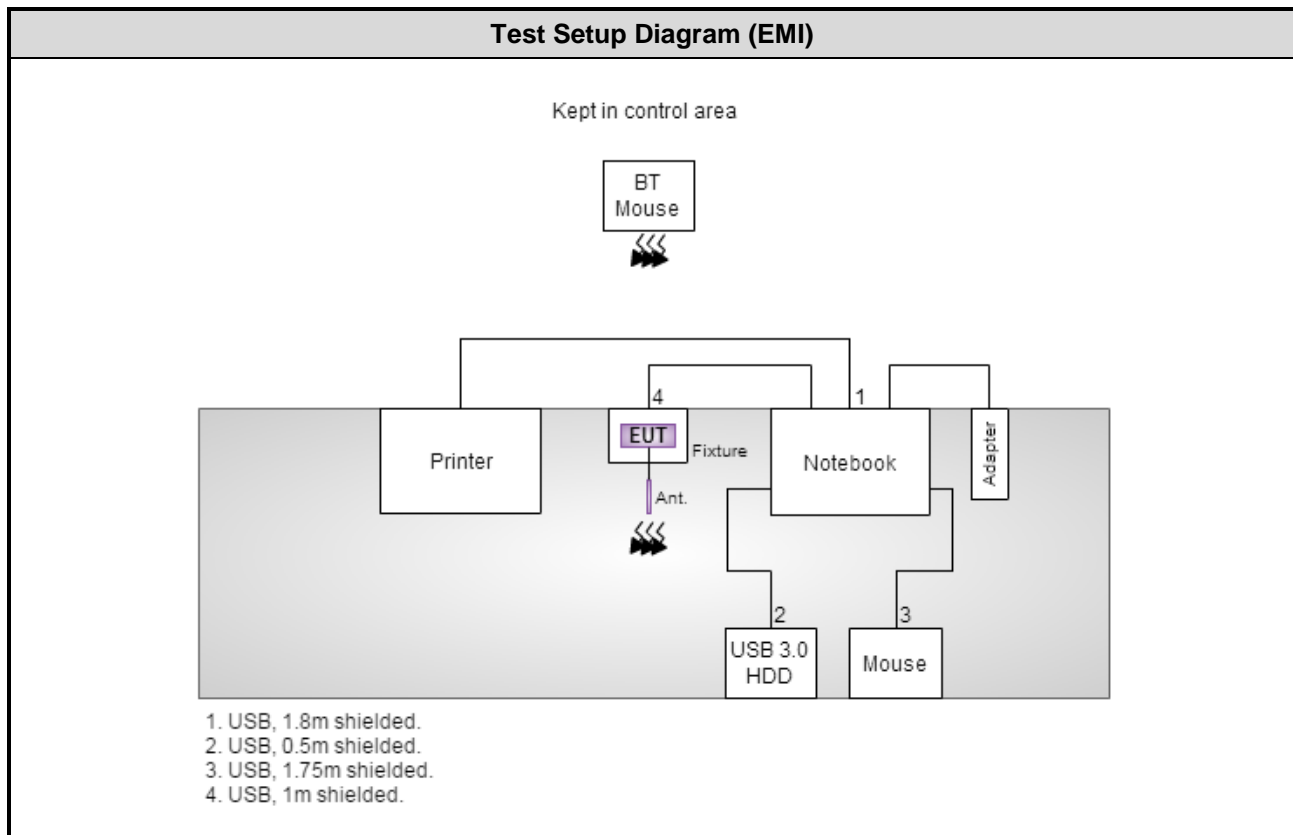 Test Setup Diagram (EMI)
Kept in control area
BT
Mouse
4
1
EUT
Fixture
Printer
Notebook
Adapter
Ant.
2
3
USB 3.0
HDD
Mouse
1. USB, 1.8m shielded.
2. USB, 0.5m shielded.
3. USB, 1.75m shielded.
4. USB, 1m shielded.